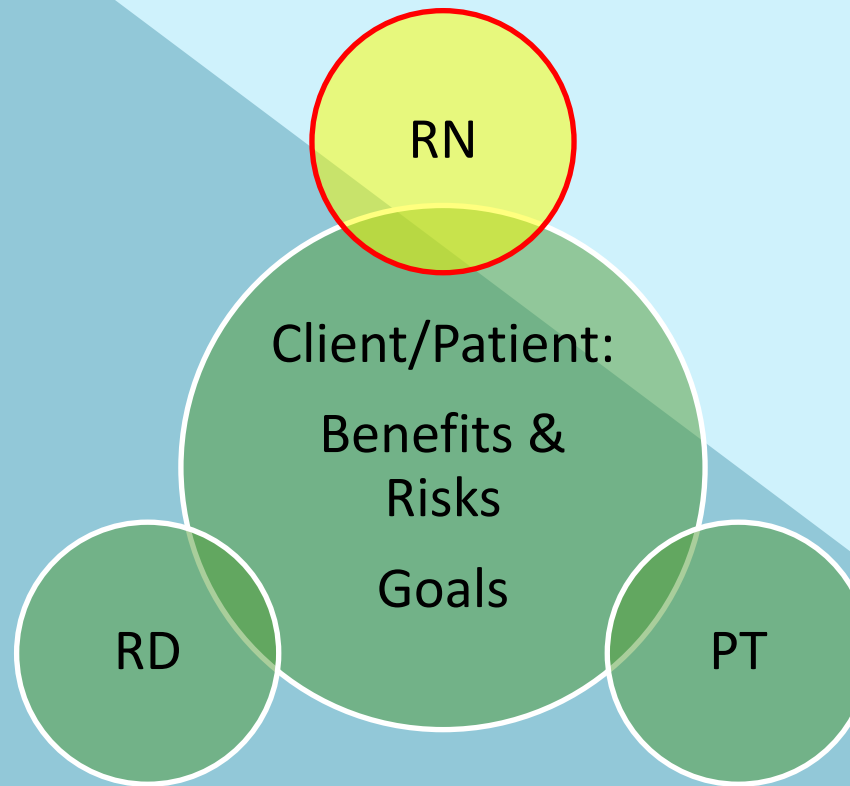 RN
Client/Patient:
Benefits &
Risks
Goals
RD
PT